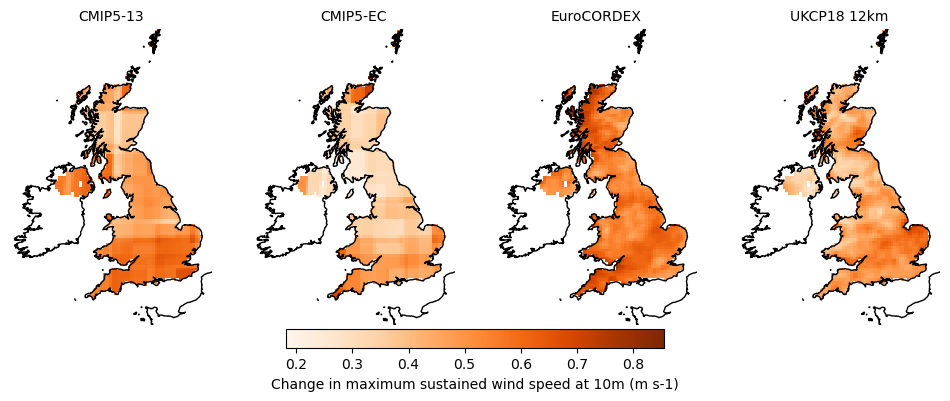 CMIP5-13 CMIP5-EC EuroCORDEX UKCP18 12km
0.2 0.3 0.4 0.5 0.6 0.7 0.8
Change in maximum sustained wind speed at 10m (m s-1)